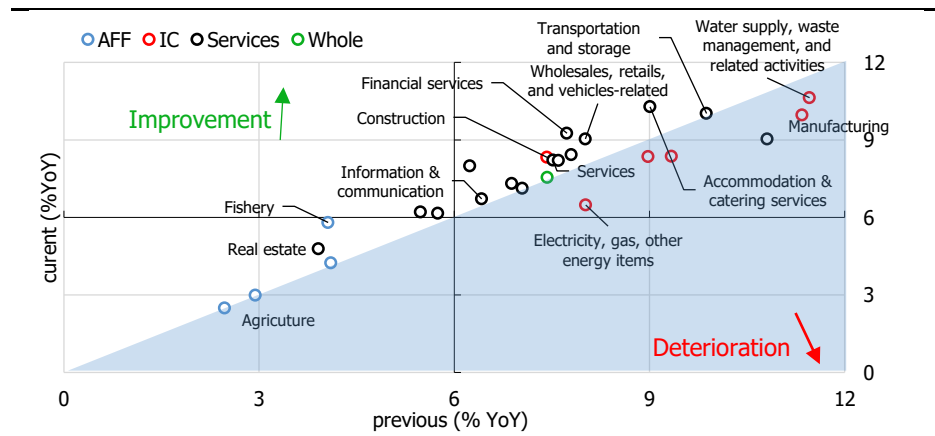 AFF IC Services Whole
Transportation
and storage
Water supply, waste
management, and
related activities
Financial services
Wholesales, retails,
and vehicles-related
Improvement
Construction
Manufacturing
Information &
communication
Services
Accommodation &
catering services
Fishery
Real estate
Electricity, gas, other
energy items
Agricuture
Deterioration
curent (%YoY)
12
9
6
3
0
0 3 6 9 12
previous (% YoY)